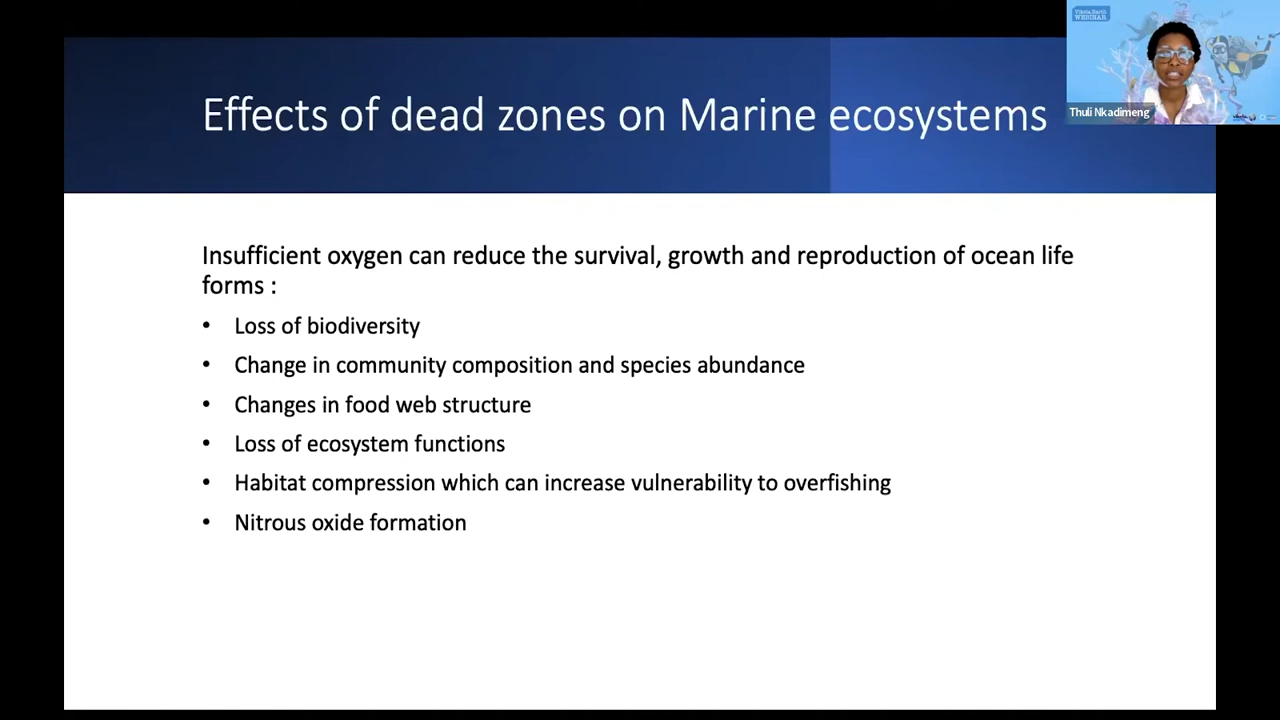 Effects of dead zones on Marine ecosystems
WEBINAR
Thuli Nkadimeng
Insufficient oxygen can reduce the survival, growth and reproduction of ocean life
forms :
• Loss of biodiversity
• Change in community composition and species abundance
• Changes in food web structure
• Loss of ecosystem functions
• Habitat compression which can increase vulnerability to overfishing
• Nitrous oxide formation